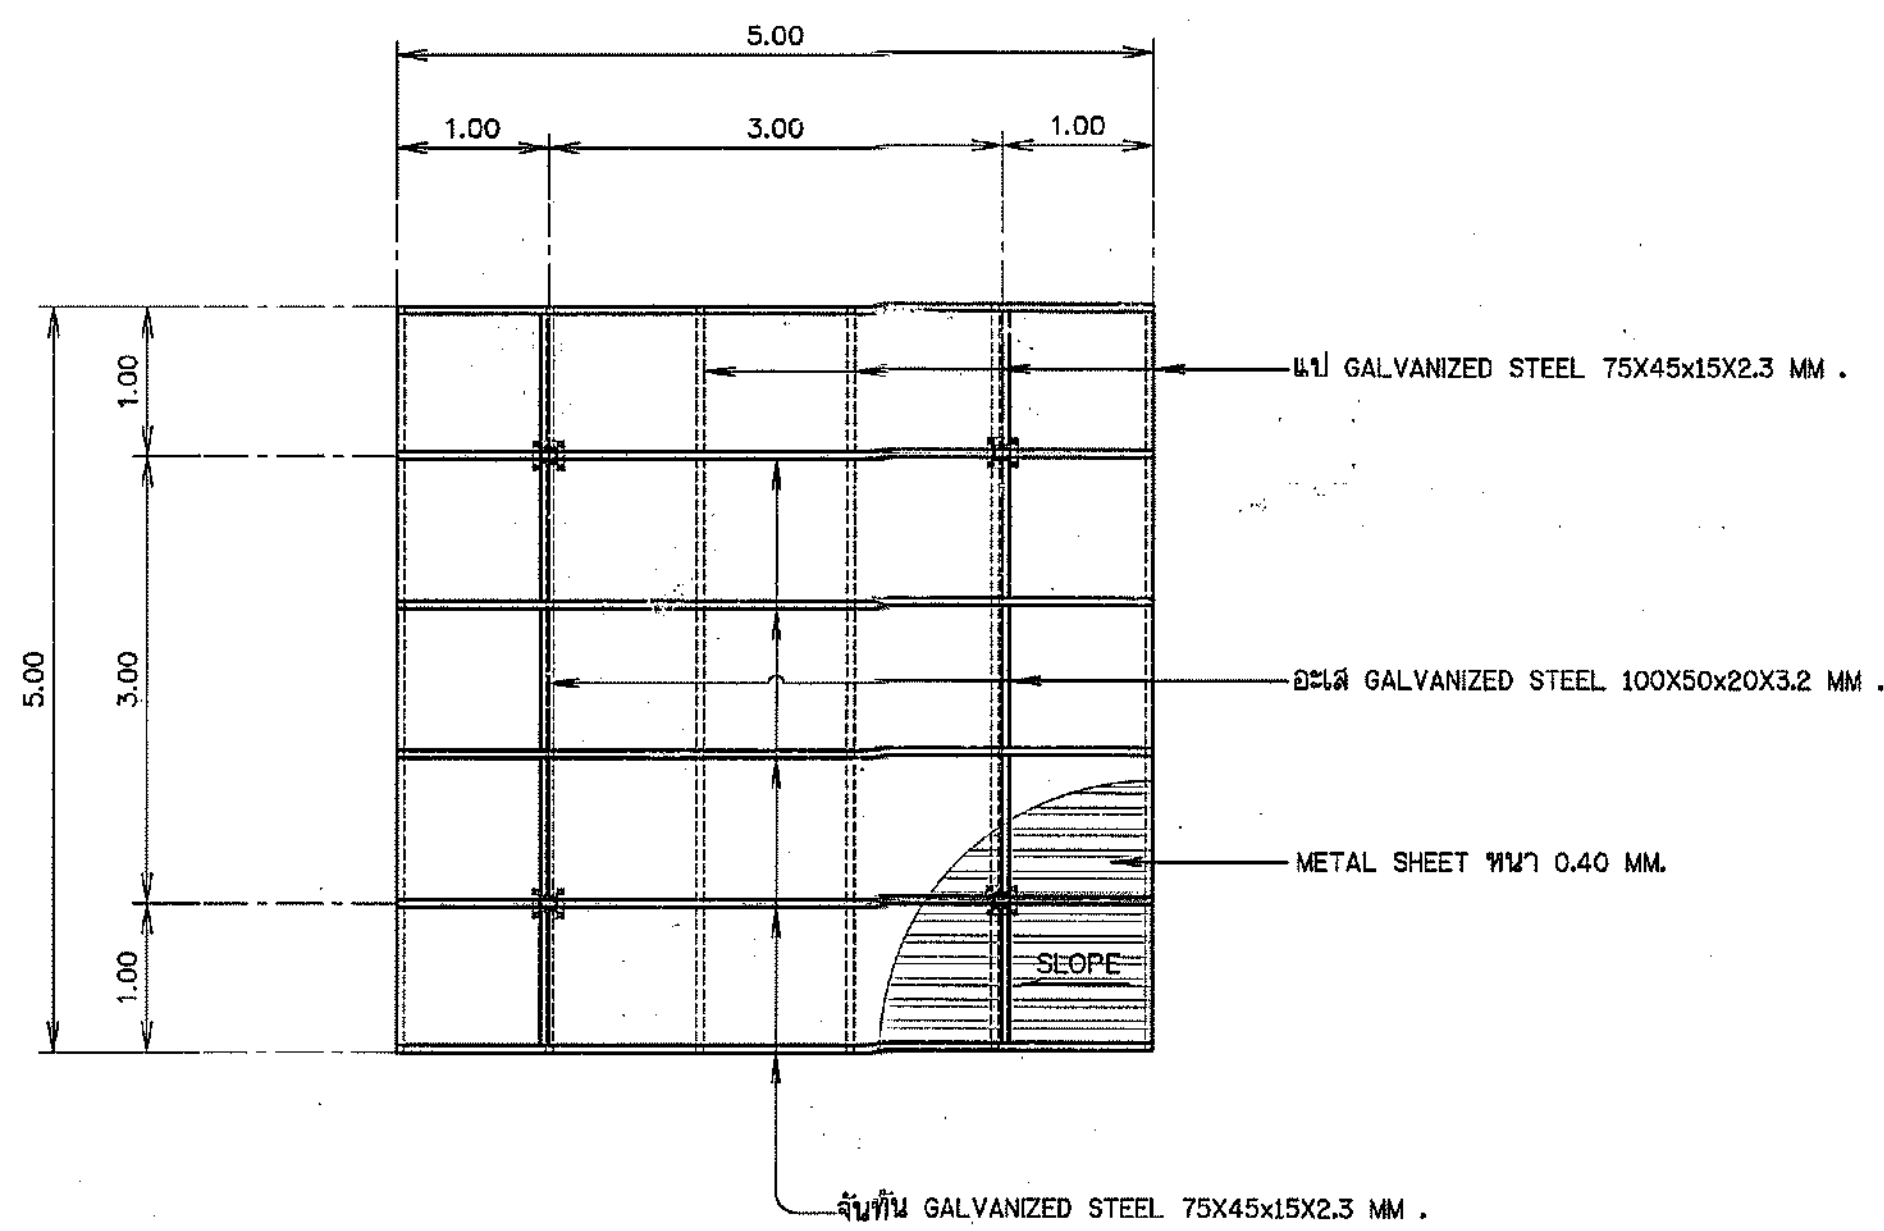 5.00
1.00 3.00 1.00
1.00
แป GALVANIZED STEEL 75X45x15X2.3 MM .
5.00
3.00
อะเส GALVANIZED STEEL 100X50x20X3.2 MM .
METAL SHEET หนา 0.40 MM.
1.00
SLOPE
จันทัน GALVANIZED STEEL 75X45x15X2.3 MM .